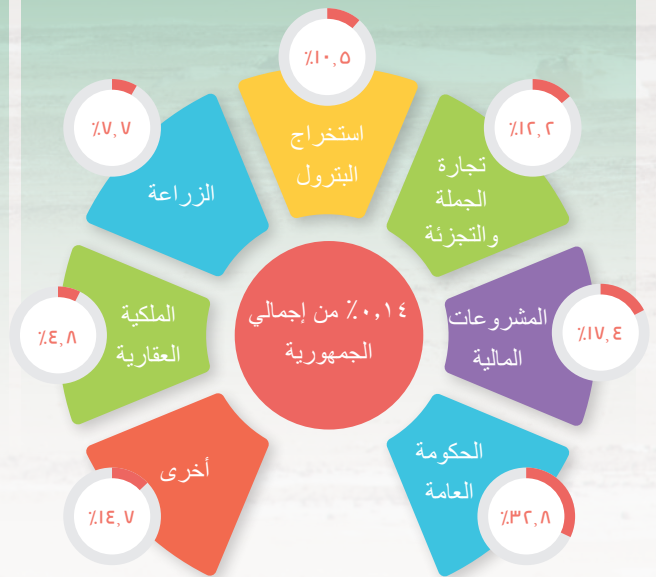 ٪١٠,٥
استخراج
البترول
٪١٢,٢
تجارة
الجملة
والتجزئة
٪١٧,٤
المشروعات
المالية
٪٣٢,٨
الحكومة
العامة
٪١٤,٧
أخرى
٪٤,٨
الملكية
العقارية
٪٧,٧
الزراعة
٠,١٤٪ من إجمالي
الجمهورية